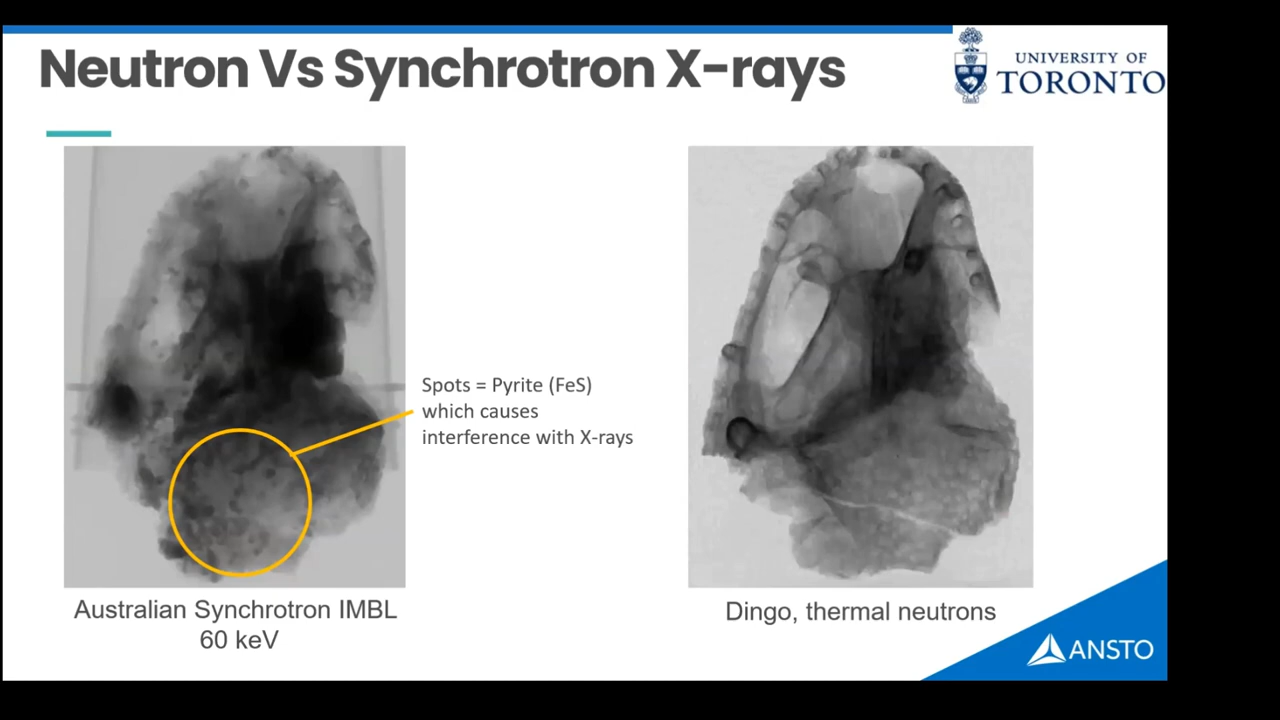 Neutron Vs Synchrotron X-rays
UNIVERSITY OF
TORONTO
Spots = Pyrite (FeS)
which causes
interference with X-rays
Australian Synchrotron IMBL
60 keV
Dingo, thermal neutrons
ANSTO